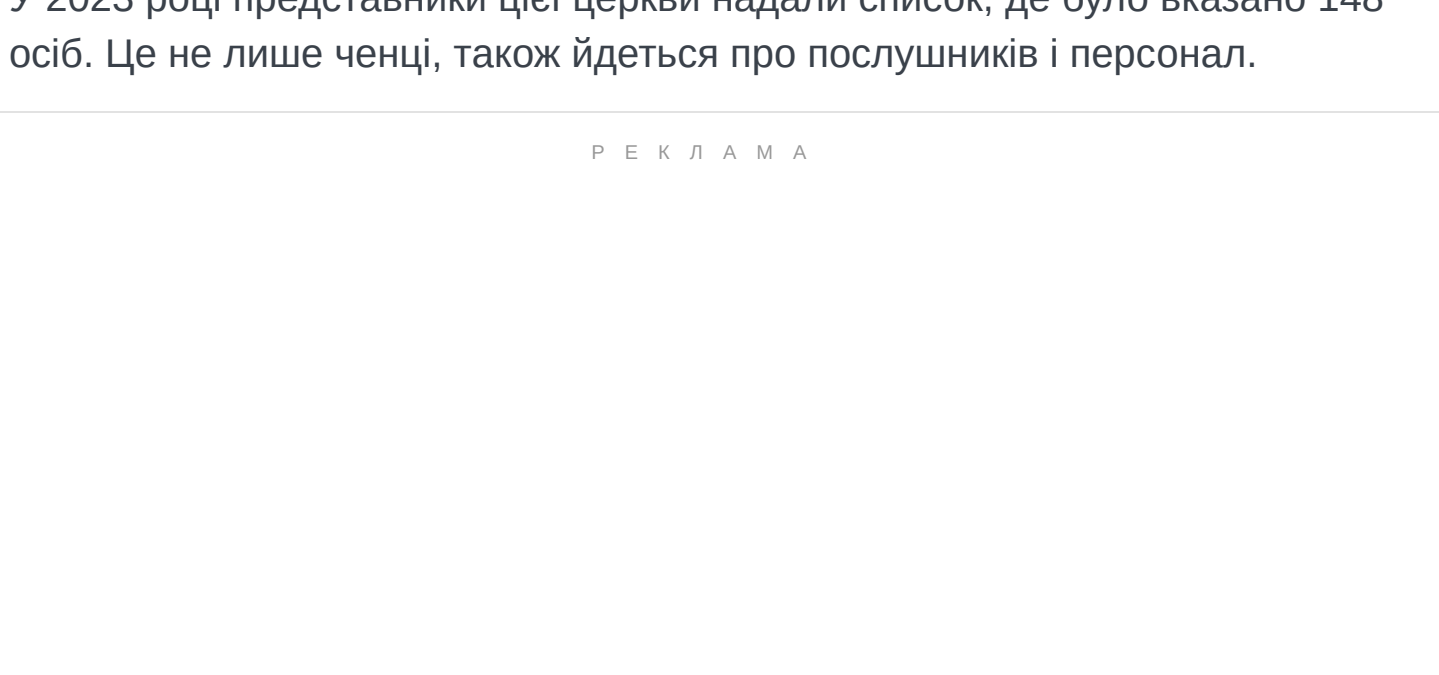 У 2023 році представники цієї церкви надали список, де було вказано 148
осіб. Це не лише ченці, також йдеться про послушників і персонал.
РЕКЛАМА